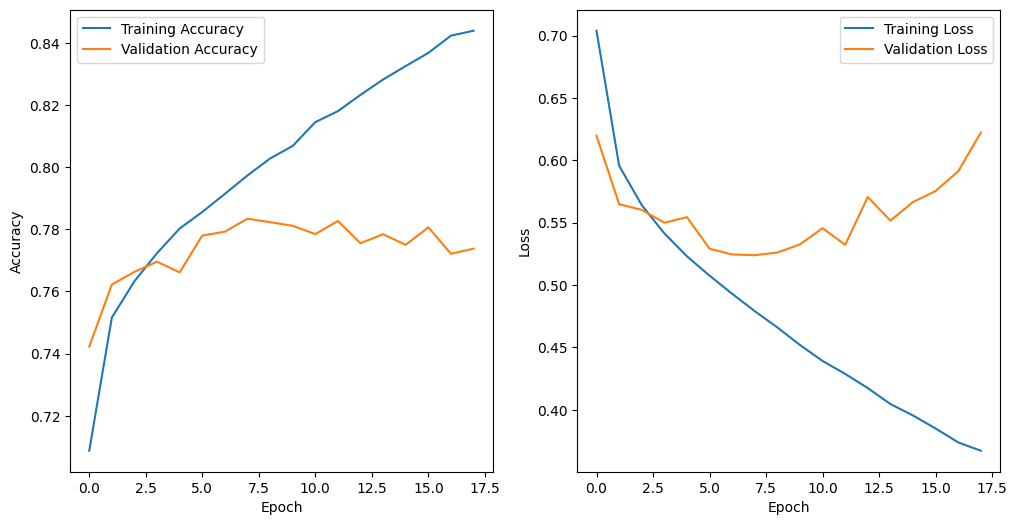 Training Accuracy
Validation Accuracy
0.84
0.82
0.80
0.78
0.76
0.74
0.72
Accuracy
0.0 2.5 5.0 7.5 10.0 12.5 15.0 17.5
Epoch
Training Loss
Validation Loss
0.70
0.65
0.60
0.55
0.50
0.45
0.40
Loss
0.0 2.5 5.0 7.5 10.0 12.5 15.0 17.5
Epoch